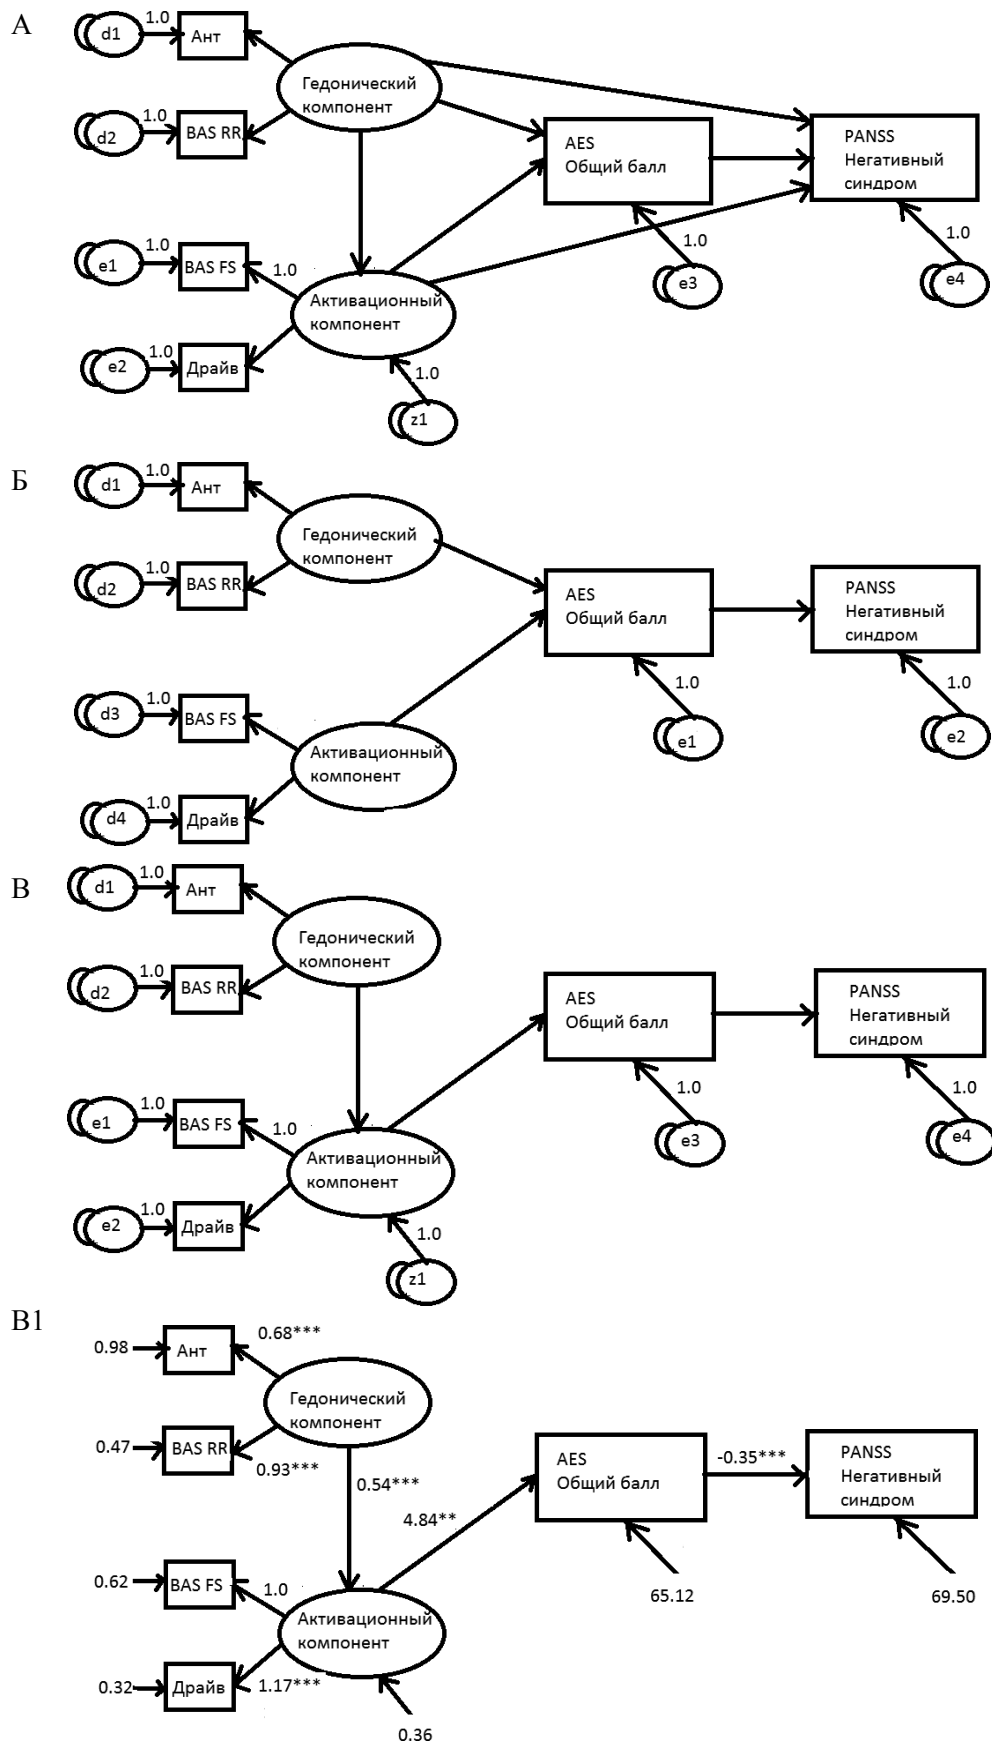 А
d1
1.0
Ант
Гедонический
компонент
d2
1.0
BAS RR
AES
Общий балл
PANSS
Негативный
синдром
e1
1.0
BAS FS
1.0
Активационный
компонент
1.0
e3
1.0
e4
e2
1.0
Драйв
1.0
z1
Б
d1
1.0
Ант
Гедонический
компонент
d2
1.0
BAS RR
AES
Общий балл
PANSS
Негативный
синдром
d3
1.0
BAS FS
Активационный
компонент
1.0
e1
1.0
e2
d4
1.0
Драйв
В
d1
1.0
Ант
Гедонический
компонент
d2
1.0
BAS RR
AES
Общий балл
PANSS
Негативный
синдром
e1
1.0
BAS FS
1.0
Активационный
компонент
1.0
e3
1.0
e4
e2
1.0
Драйв
1.0
z1
В1
0.98
Ант
0.68***
Гедонический
компонент
0.47
BAS RR
0.93***
0.54***
4.84**
AES
Общий балл
-0.35***
PANSS
Негативный
синдром
0.62
BAS FS
1.0
Активационный
компонент
65.12
69.50
0.32
Драйв
1.17***
0.36